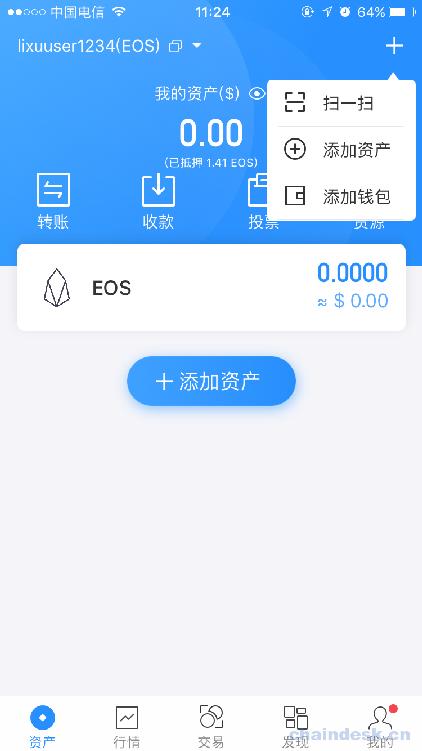 中国电信 11:24 64%
lixuuser1234(EOS)
我的资产($)
0.00
(已抵押 1.41 EOS)
扫一扫
添加资产
添加钱包
转账 收款 投票 资源
EOS 0.0000
≈ $ 0.00
添加资产
资产 行情 交易 发现 我的
chaindesk.cn